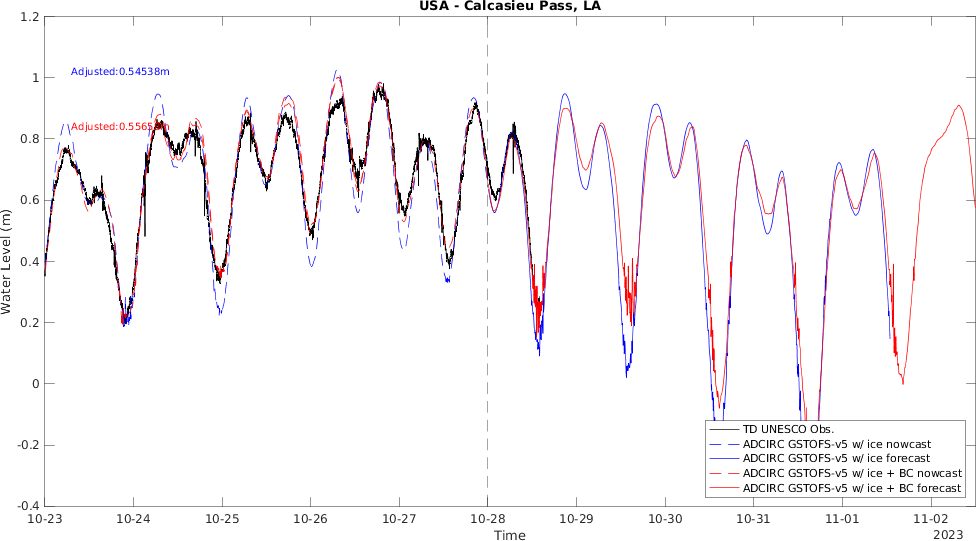 USA - Calcasieu Pass, LA
1.2
1
0.8
0.6
0.4
0.2
0
-0.2
-0.4
Water Level (m)
Adjusted:0.54538m
TD UNESCO Obs.
ADCIRC GSTOFS-v5 w/ ice nowcast
ADCIRC GSTOFS-v5 w/ ice forecast
ADCIRC GSTOFS-v5 w/ ice + BC nowcast
ADCIRC GSTOFS-v5 w/ ice + BC forecast
10-23 10-24 10-25 10-26 10-27 10-28 10-29 10-30 10-31 11-01 11-02
Time
2023